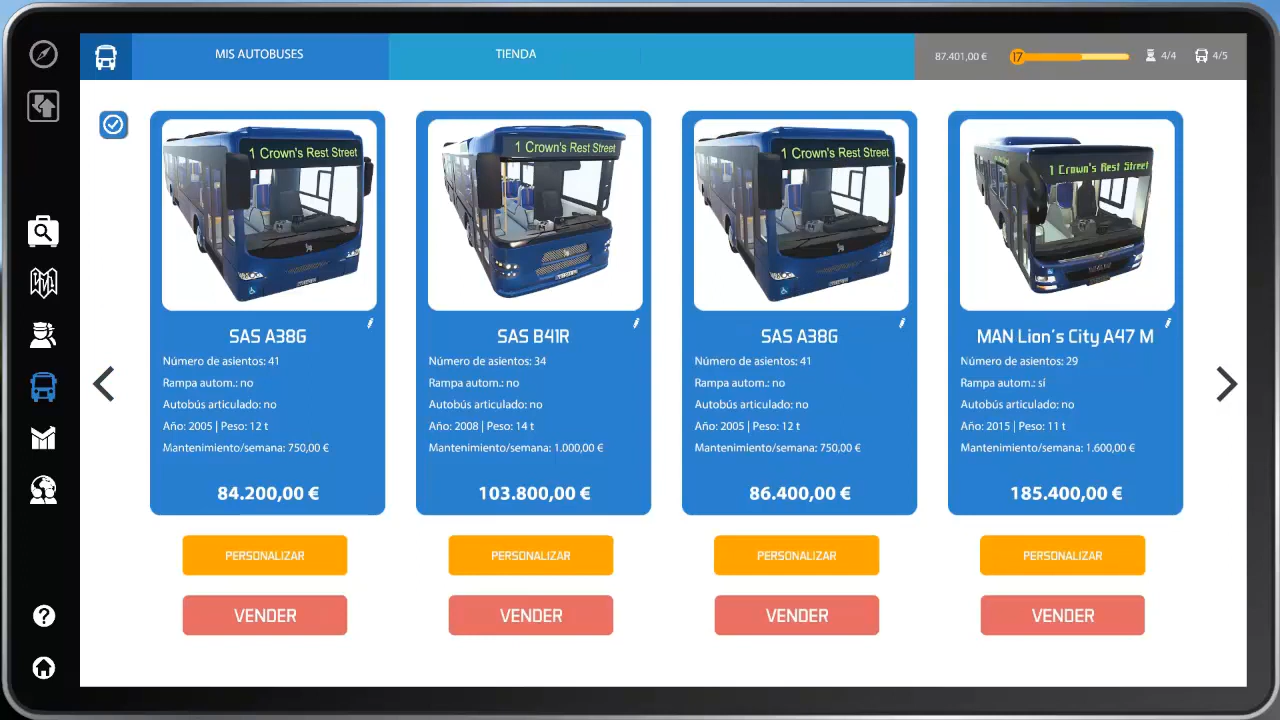 MIS AUTOBUSES
TIENDA
87.401,00 €
17
4/4
4/5
1 Crown's Rest Street
1 Crown's Rest Street
1 Crown's Rest Street
1 Crown's Rest Street
SAS A38G
Número de asientos: 41
Rampa autom.: no
Autobús articulado: no
Año: 2005 | Peso: 12 t
Mantenimiento/semana: 750,00 €
84.200,00 €
PERSONALIZAR
VENDER
SAS B41R
Número de asientos: 34
Rampa autom.: no
Autobús articulado: no
Año: 2008 | Peso: 14 t
Mantenimiento/semana: 1.000,00 €
103.800,00 €
PERSONALIZAR
VENDER
SAS A38G
Número de asientos: 41
Rampa autom.: no
Autobús articulado: no
Año: 2005 | Peso: 12 t
Mantenimiento/semana: 750,00 €
86.400,00 €
PERSONALIZAR
VENDER
MAN Lion's City A47 M
Número de asientos: 29
Rampa autom.: sí
Autobús articulado: no
Año: 2015 | Peso: 11 t
Mantenimiento/semana: 1.600,00 €
185.400,00 €
PERSONALIZAR
VENDER